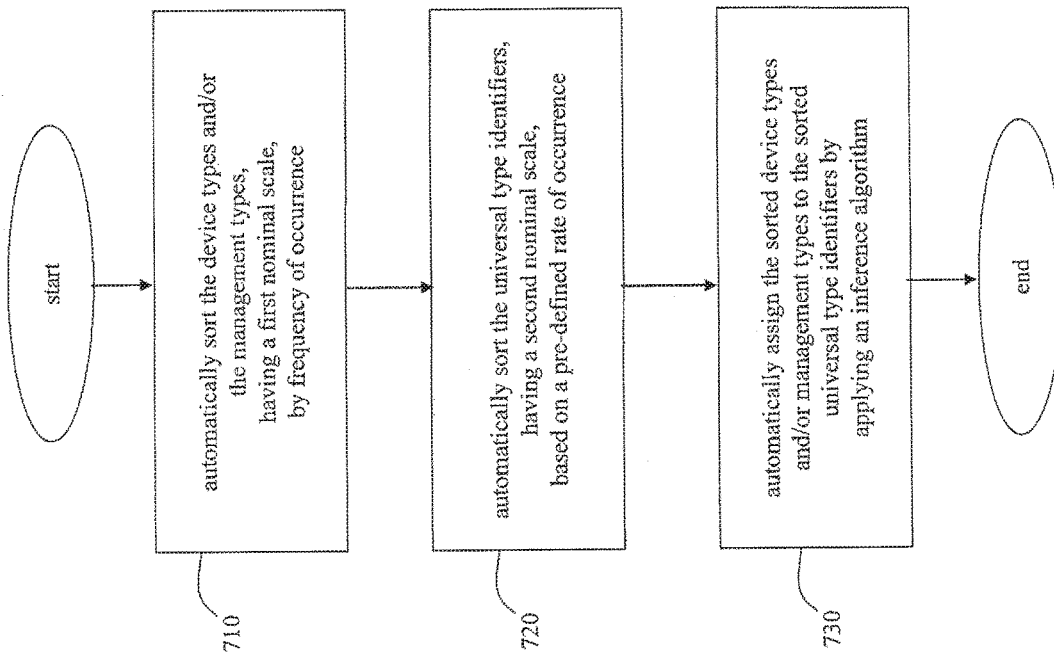 start
automatically sort the device types and/or
the management types,
having a first nominal scale,
by frequency of occurrence
710
automatically sort the universal type identifiers,
having a second nominal scale,
based on a pre-defined rate of occurrence
720
automatically assign the sorted device types
and/or management types to the sorted
universal type identifiers by
applying an inference algorithm
730
end